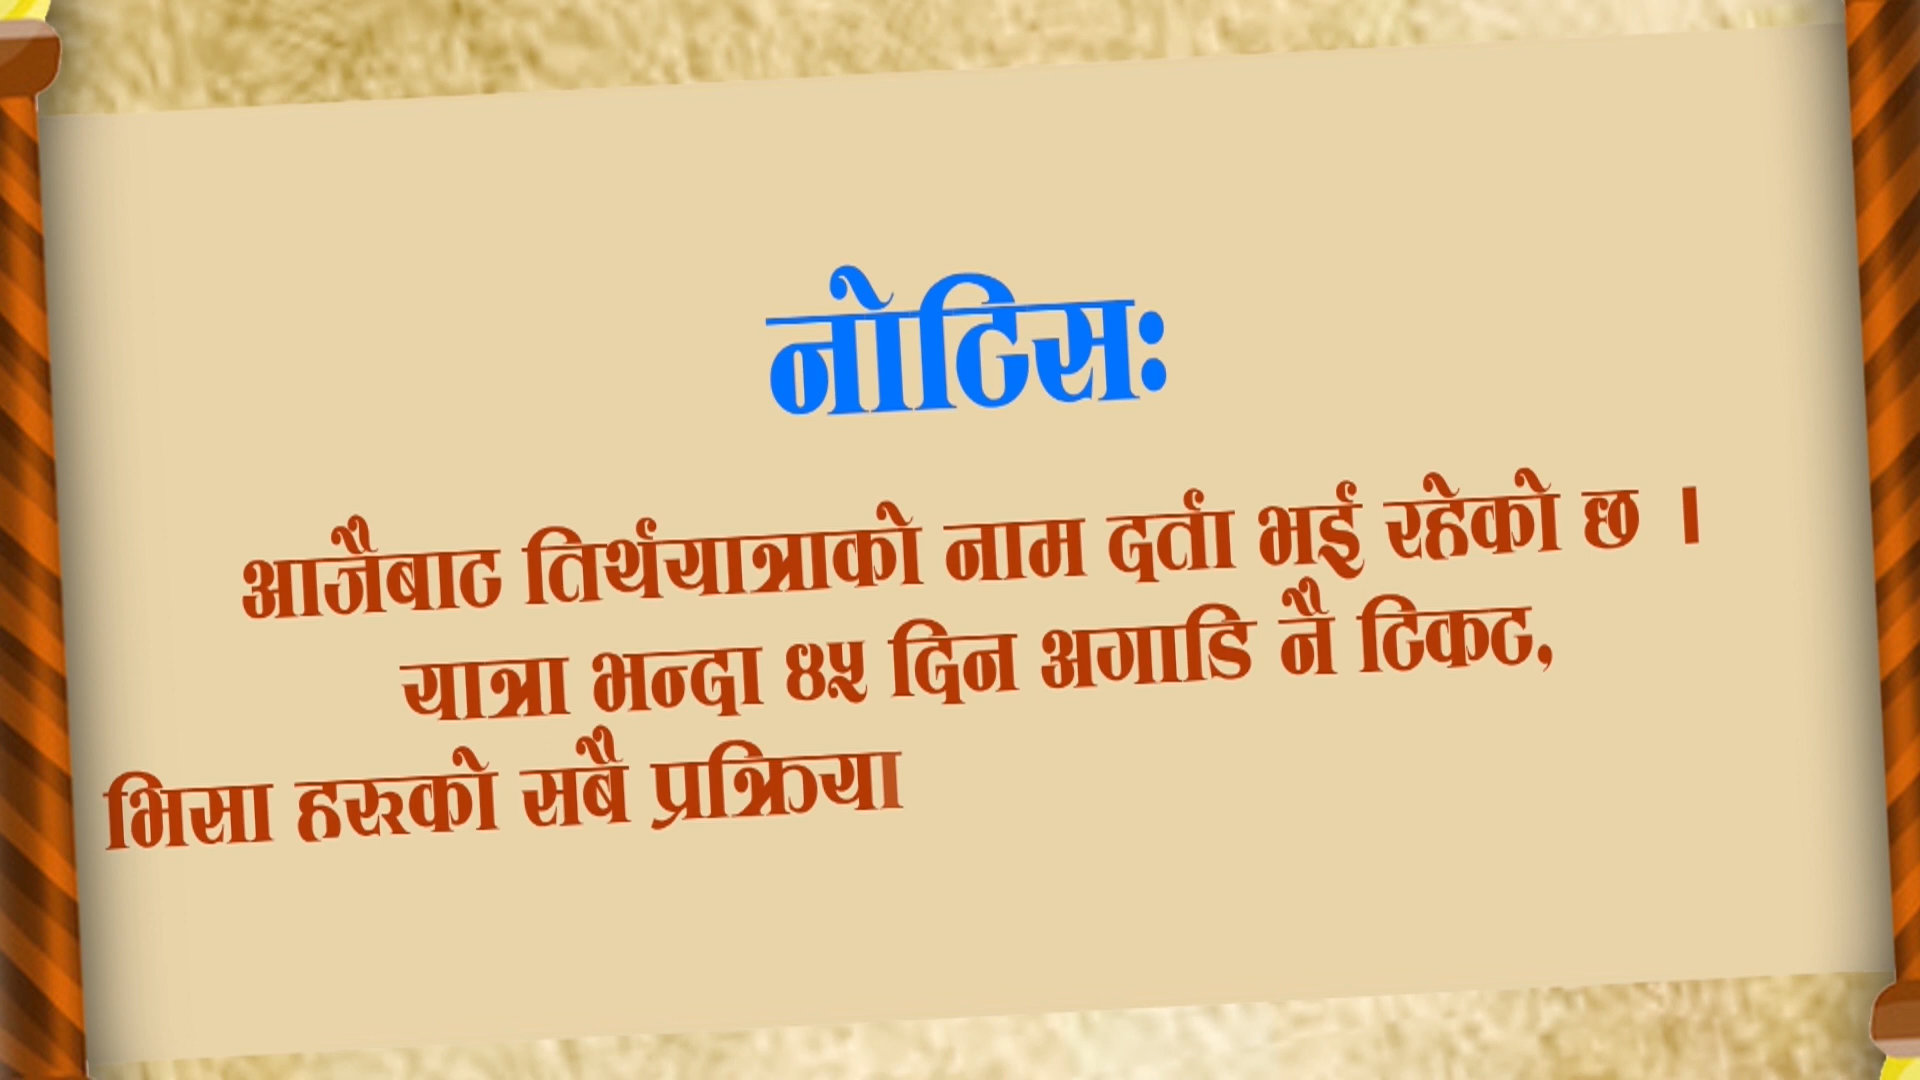 नोटिसः
आजैबाट तिर्थयात्राको नाम दर्ता भई रहेको छ ।
यात्रा भन्दा ४५ दिन अगाडि नै टिकट,
भिसा हरुको सबै प्रक्रिया